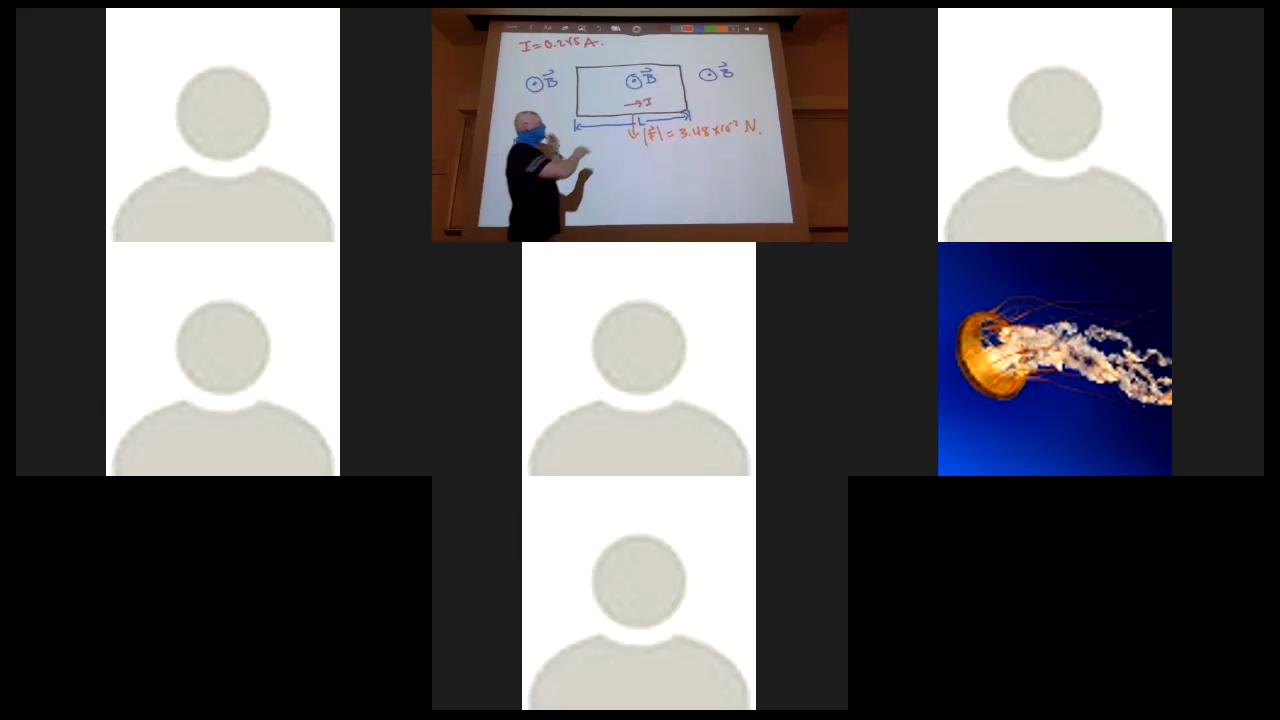 I = 0.245 A.
⊙ B⃗ ⊙ B⃗ ⊙ B⃗
→ I
L
|F⃗| = 3.48 × 10⁻² N.